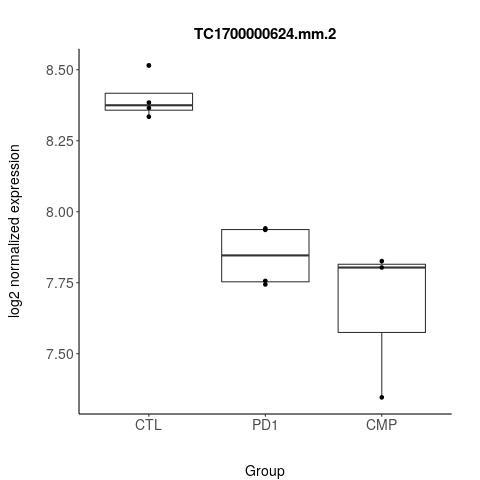 TC1700000624.mm.2
log2 normalized expression
8.50
8.25
8.00
7.75
7.50
CTL
PD1
CMP
Group